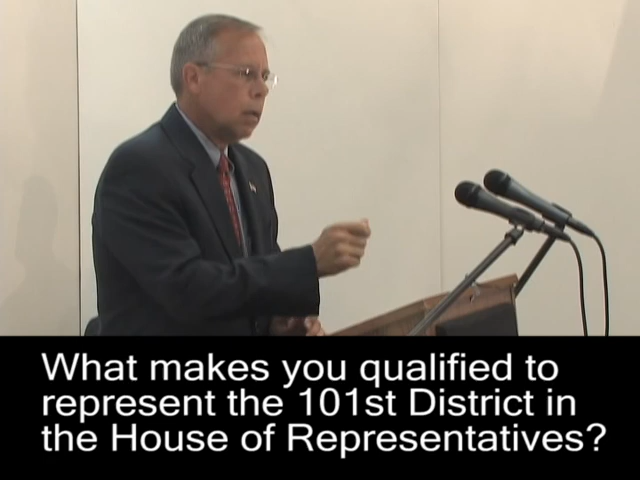 What makes you qualified to
represent the 101st District in
the House of Representatives?